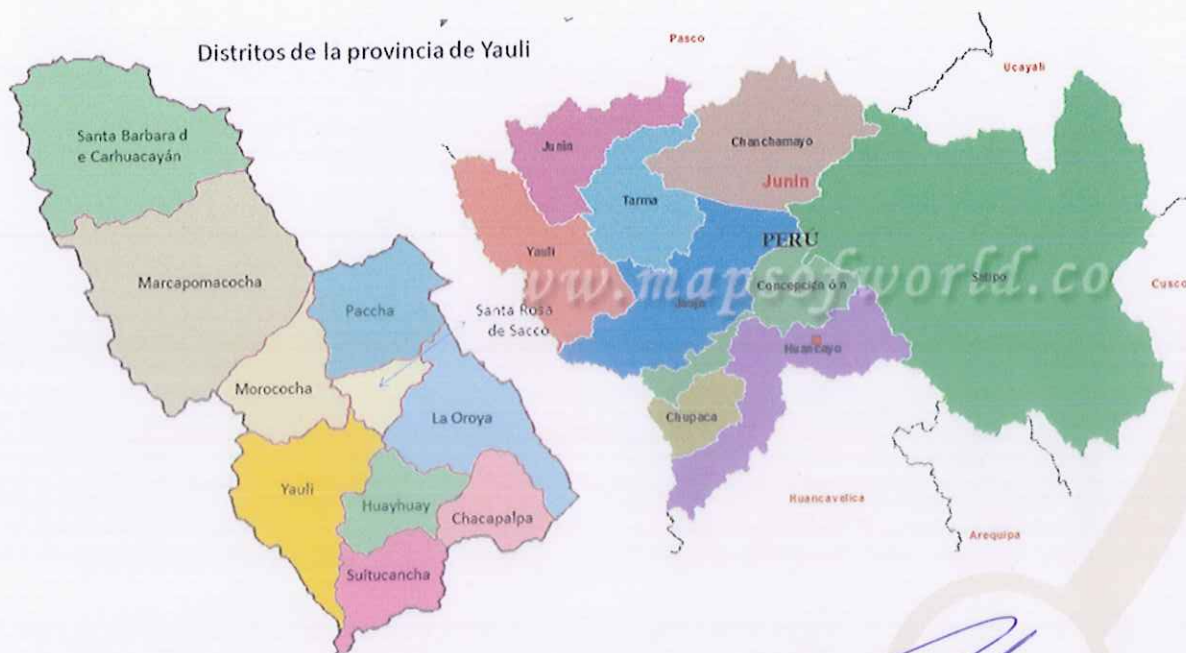 Distritos de la provincia de Yauli
Santa Barbara d
e Carhuacayán
Marcapomacocha
Paccha
Santa Rosa
de Sacco
Morococha
La Oroya
Yauli
Huayhuay
Chacapalpa
Suitucancha
Pasco
Ucayali
Junin
Chanchamayo
Junin
Tarma
Yauli
PERÚ
www.mapsofworld.co
Concepción ó n
Satipo
Cusco
Jauja
Huancayo
Chupaca
Huancavelica
Arequipa